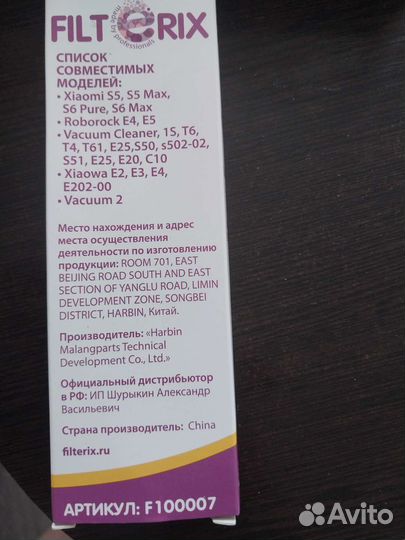 FILTERIX
Made by professionals
СПИСОК
СОВМЕСТИМЫХ
МОДЕЛЕЙ:
• Xiaomi S5, S5 Max,
S6 Pure, S6 Max
• Roborock E4, E5
• Vacuum Cleaner, 1S, T6,
T4, T61, E25,S50, s502-02,
S51, E25, E20, C10
• Xiaowa E2, E3, E4,
E202-00
• Vacuum 2
Место нахождения и адрес
места осуществления
деятельности по изготовлению
продукции: ROOM 701, EAST
BEIJING ROAD SOUTH AND EAST
SECTION OF YANGLU ROAD, LIMIN
DEVELOPMENT ZONE, SONGBEI
DISTRICT, HARBIN, Китай.
Производитель: «Harbin
Malangparts Technical
Development Co., Ltd.»
Официальный дистрибьютор
в РФ: ИП Шурыкин Александр
Васильевич
Страна производитель: China
filterix.ru
АРТИКУЛ: F100007
Avito